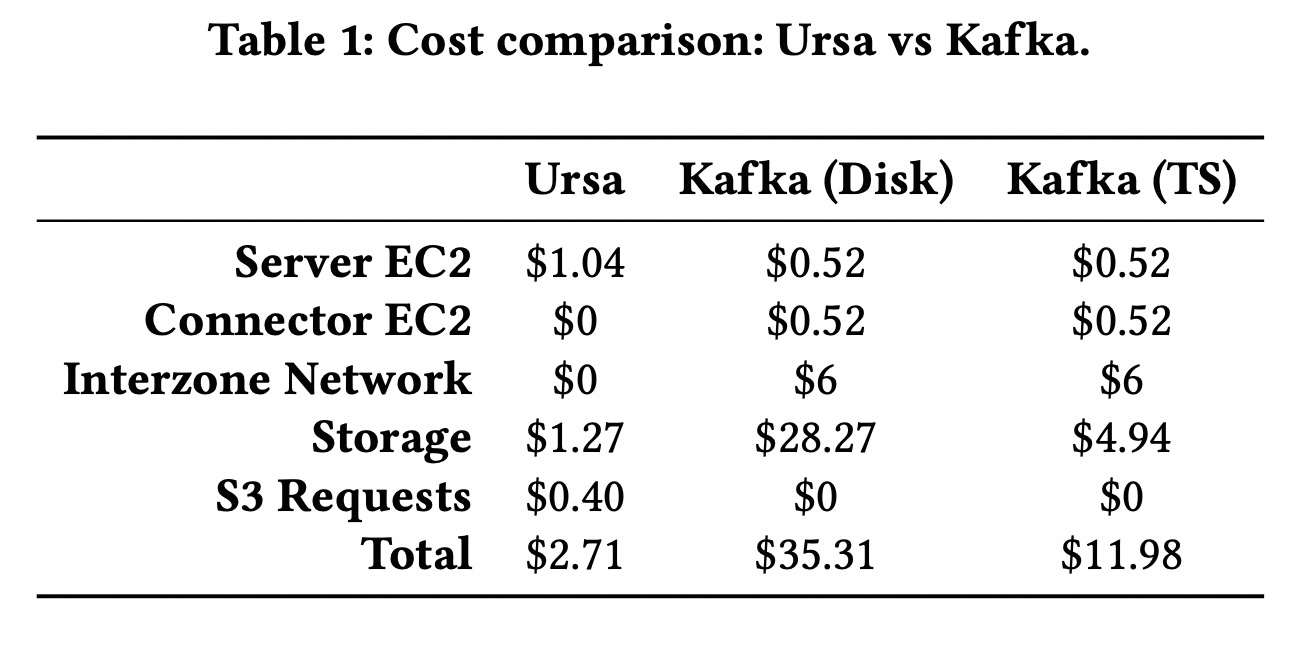 Table 1: Cost comparison: Ursa vs Kafka.
Ursa Kafka (Disk) Kafka (TS)
Server EC2 $1.04 $0.52 $0.52
Connector EC2 $0 $0.52 $0.52
Interzone Network $0 $6 $6
Storage $1.27 $28.27 $4.94
S3 Requests $0.40 $0 $0
Total $2.71 $35.31 $11.98